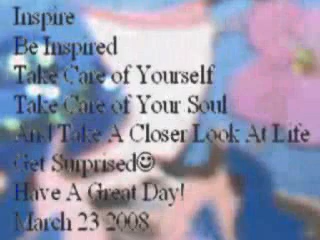 Inspire
Be Inspired
Take Care of Yourself
Take Care of Your Soul
And Take A Closer Look At Life
Get Surprised☺
Have A Great Day!
March 23 2008